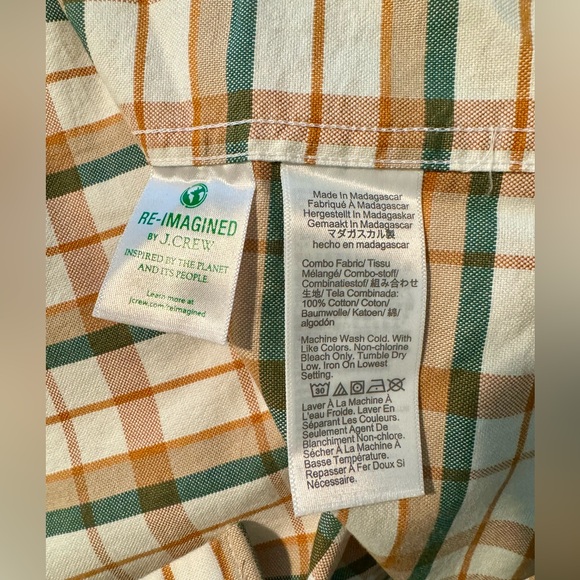 RE-IMAGINED
BY J.CREW
INSPIRED BY THE PLANET
AND ITS PEOPLE
Learn more at
jcrew.com/reimagined
Made In Madagascar
Fabriqué À Madagascar
Hergestellt In Madagaskar
Gemaakt In Madagascar
マダガスカル製
hecho en madagascar
Combo Fabric/ Tissu
Mélangé/ Combo-stoff/
Combinatiestof/ 組み合わせ
生地/ Tela Combinada:
100% Cotton/ Coton/
Baumwolle/ Katoen/ 綿/
algodón
Machine Wash Cold. With
Like Colors. Non-chlorine
Bleach Only. Tumble Dry
Low. Iron On Lowest
Setting.
30
Laver À La Machine À
L'eau Froide. Laver En
Séparant Les Couleurs.
Seulement Agent De
Blanchiment Non-chlore.
Sécher À La Machine À
Basse Température.
Repasser À Fer Doux Si
Nécessaire.